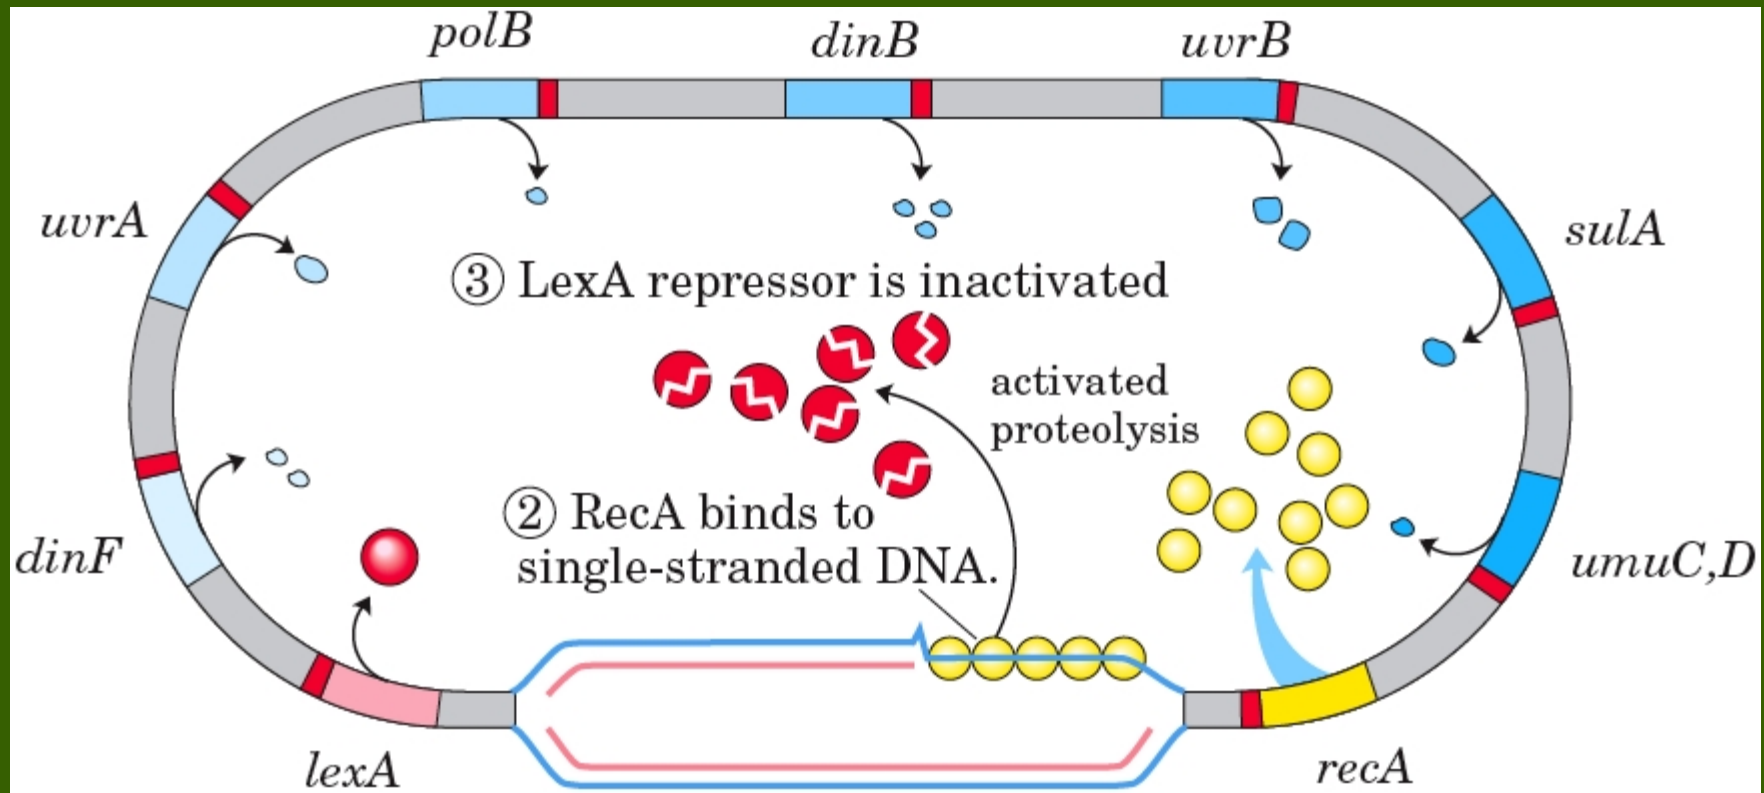 polB
dinB
uvrB
uvrA
sulA
③ LexA repressor is inactivated
activated
proteolysis
② RecA binds to
single-stranded DNA.
dinF
umuC,D
lexA
recA